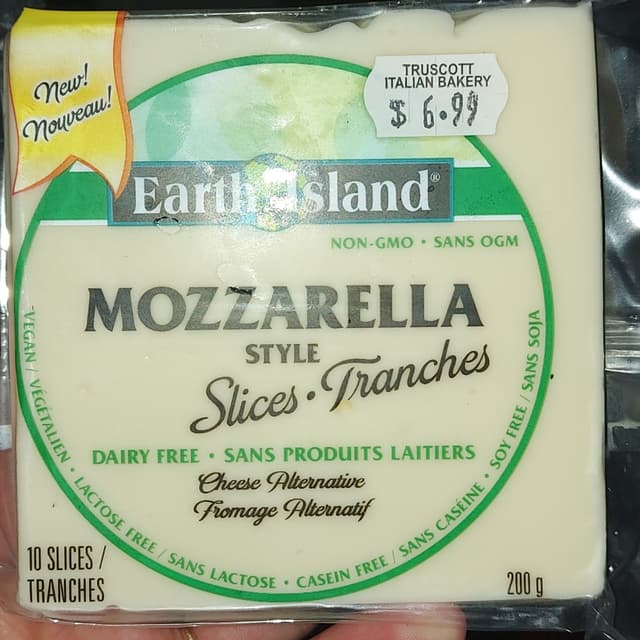 New!
Nouveau!
TRUSCOTT
ITALIAN BAKERY
$ 6.99
Earth Island®
NON-GMO • SANS OGM
MOZZARELLA
STYLE
Slices • Tranches
DAIRY FREE • SANS PRODUITS LAITIERS
Cheese Alternative
Fromage Alternatif
VEGAN / VÉGÉTALIEN • LACTOSE FREE / SANS LACTOSE • CASEIN FREE / SANS CASÉINE • SOY FREE / SANS SOJA
10 SLICES /
TRANCHES
200 g